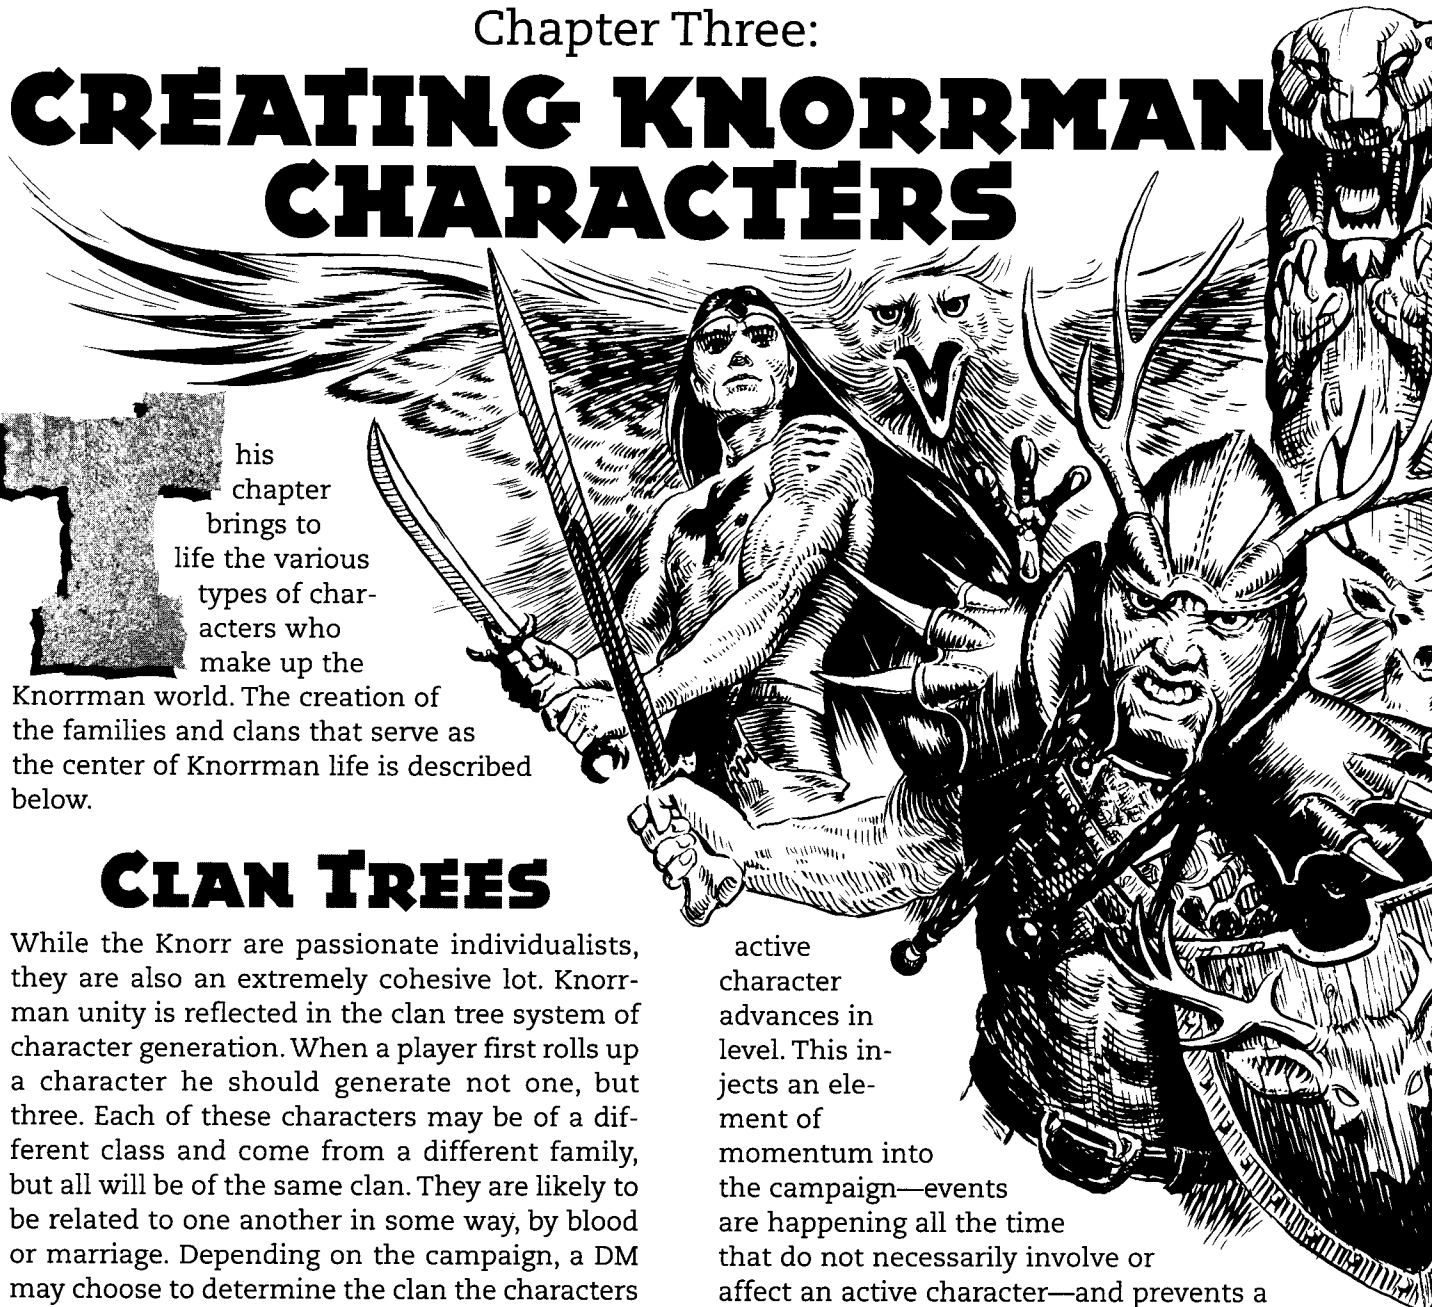 Chapter Three:
CREATING KNORRMAN
CHARACTERS
This
chapter
brings to
life the various
types of char-
acters who
make up the
Knorrman world. The creation of
the families and clans that serve as
the center of Knorrman life is described
below.
CLAN TREES
While the Knorr are passionate individualists,
they are also an extremely cohesive lot. Knorr-
man unity is reflected in the clan tree system of
character generation. When a player first rolls up
a character he should generate not one, but
three. Each of these characters may be of a dif-
ferent class and come from a different family,
but all will be of the same clan. They are likely to
be related to one another in some way, by blood
or marriage. Depending on the campaign, a DM
may choose to determine the clan the characters
active
character
advances in
level. This in-
jects an ele-
ment of
momentum into
the campaign—events
are happening all the time
that do not necessarily involve or
affect an active character—and prevents a